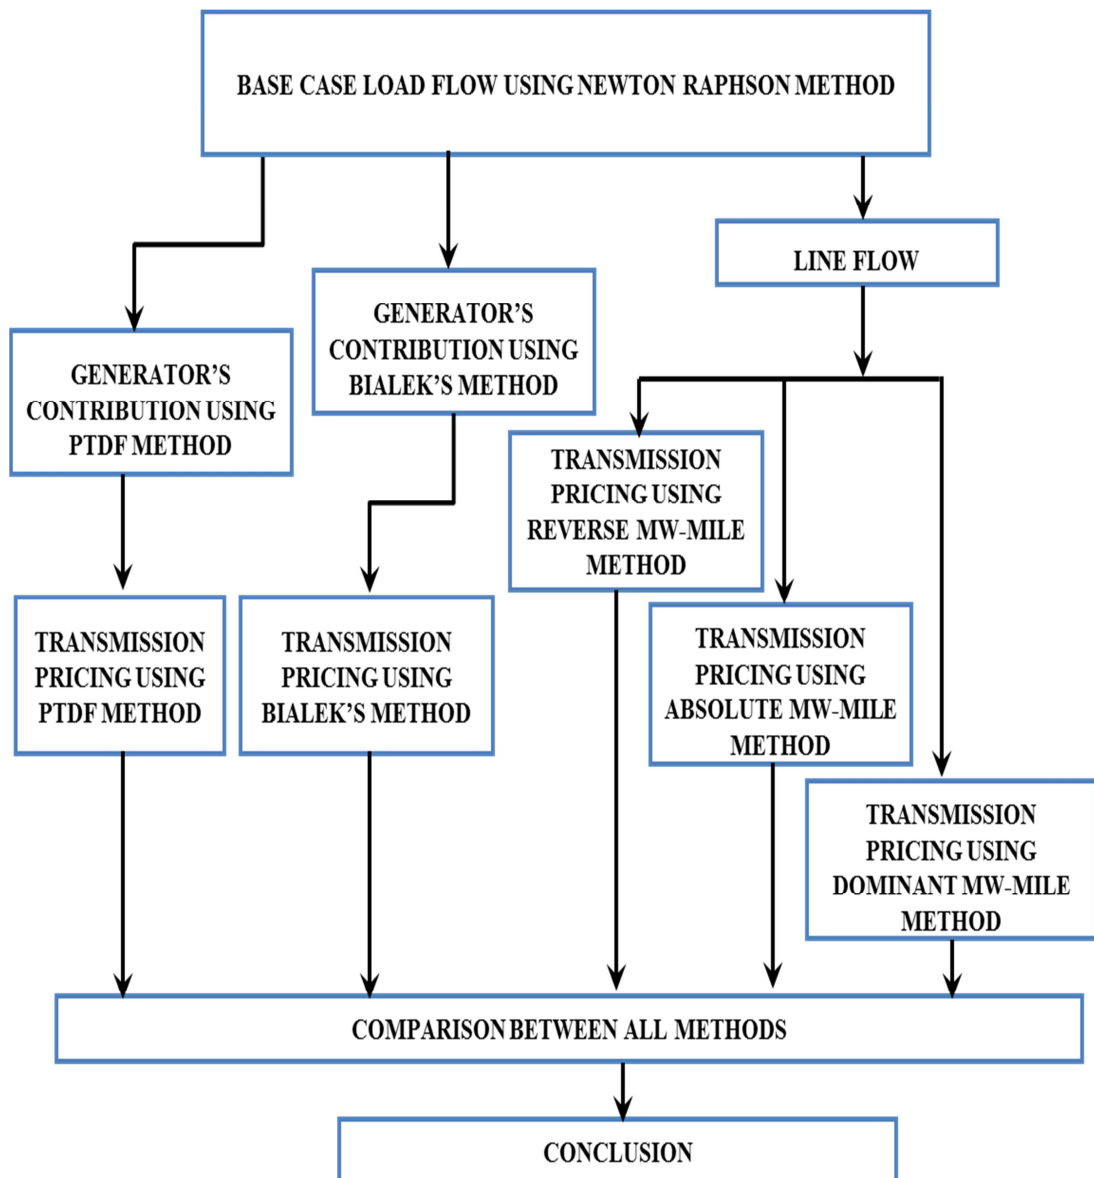 BASE CASE LOAD FLOW USING NEWTON RAPHSON METHOD
LINE FLOW
GENERATOR'S
CONTRIBUTION USING
BIALEK'S METHOD
GENERATOR'S
CONTRIBUTION USING
PTDF METHOD
TRANSMISSION
PRICING USING
REVERSE MW-MILE
METHOD
TRANSMISSION
PRICING USING
PTDF METHOD
TRANSMISSION
PRICING USING
BIALEK'S METHOD
TRANSMISSION
PRICING USING
ABSOLUTE MW-MILE
METHOD
TRANSMISSION
PRICING USING
DOMINANT MW-MILE
METHOD
COMPARISON BETWEEN ALL METHODS
CONCLUSION